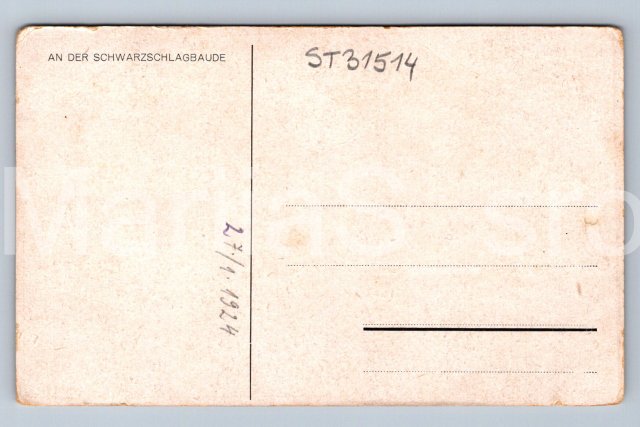 AN DER SCHWARZSCHLAGBAUDE
ST31514
27/1. 1924